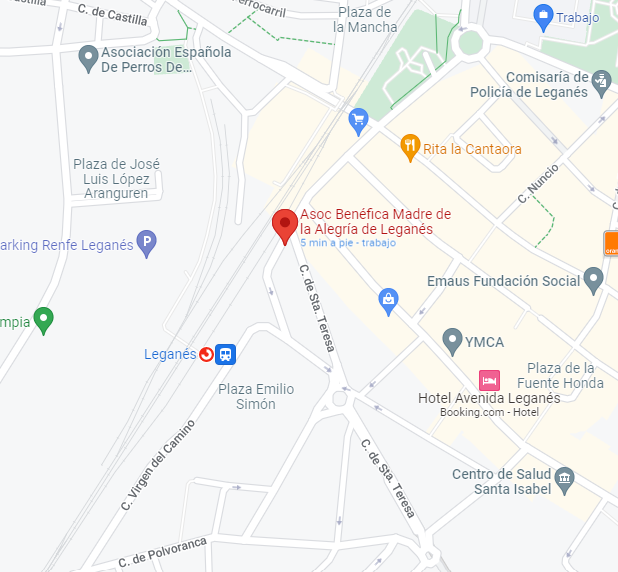 C. de Castilla
Ferrocarril
Plaza de
la Mancha
Trabajo
C. de Castilla
Asociación Española
De Perros De...
Comisaría de
Policía de Leganés
Rita la Cantaora
Plaza de José
Luis López
Aranguren
C. Nuncio
Asoc Benéfica Madre de
la Alegría de Leganés
5 min a pie - trabajo
arking Renfe Leganés
C. de Sta. Teresa
Emaus Fundación Social
mpia
YMCA
Leganés
Plaza de la
Fuente Honda
Plaza Emilio
Simón
Hotel Avenida Leganés
Booking.com - Hotel
C. Virgen del Camino
C. de Sta. Teresa
Centro de Salud
Santa Isabel
C. de Polvoranca